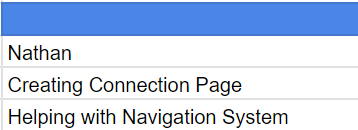 Nathan
Creating Connection Page
Helping with Navigation System